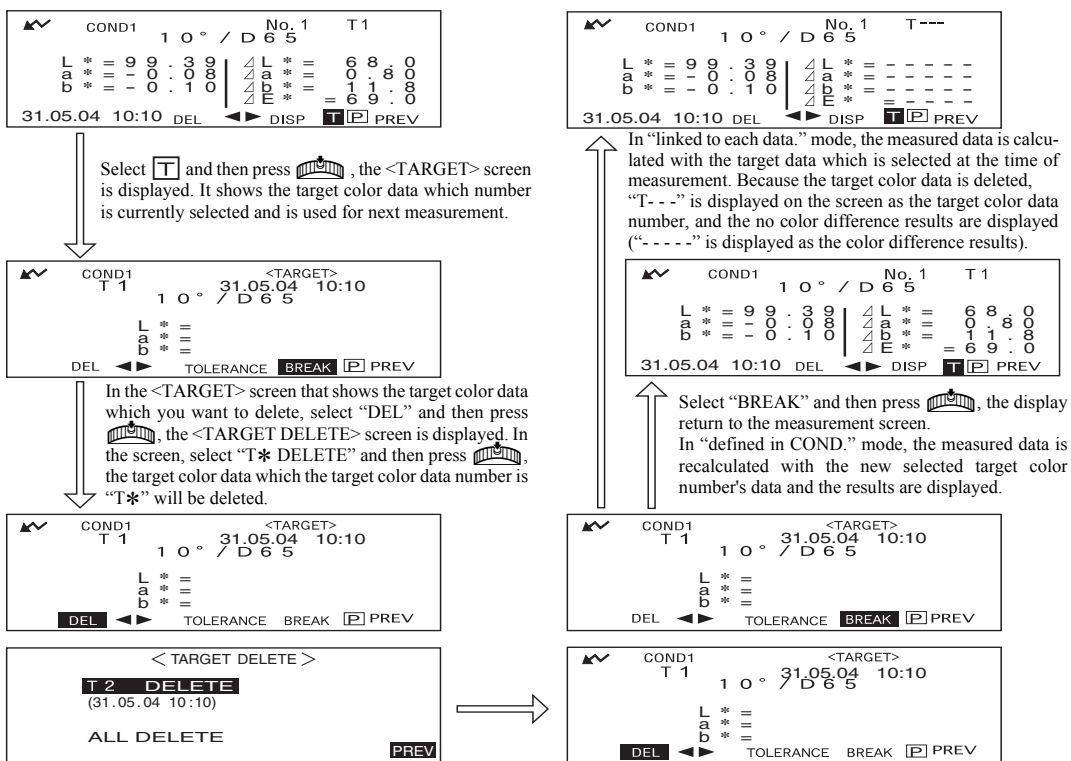 COND1 No. 1 T1
10°/D65
L*=99.39 ⊿L*= 68.0
a*=-0.08 ⊿a*= 0.80
b*=-0.10 ⊿b*= 11.8
⊿E* =69.0
31.05.04 10:10 DEL ◀▶ DISP T P PREV
Select T and then press , the <TARGET> screen
is displayed. It shows the target color data which number
is currently selected and is used for next measurement.
COND1 <TARGET>
T1 31.05.04 10:10
10°/D65
L*=
a*=
b*=
DEL ◀▶ TOLERANCE BREAK P PREV
In the <TARGET> screen that shows the target color data
which you want to delete, select “DEL” and then press
, the <TARGET DELETE> screen is displayed. In
the screen, select “T✱ DELETE” and then press ,
the target color data which the target color data number is
“T✱” will be deleted.
COND1 <TARGET>
T1 31.05.04 10:10
10°/D65
L*=
a*=
b*=
DEL ◀▶ TOLERANCE BREAK P PREV
<TARGET DELETE>
T2 DELETE
(31.05.04 10:10)
ALL DELETE
PREV
COND1 No. 1 T---
10°/D65
L*=99.39 ⊿L*=-----
a*=-0.08 ⊿a*=-----
b*=-0.10 ⊿b*=-----
⊿E* =----
31.05.04 10:10 DEL ◀▶ DISP T P PREV
In “linked to each data.” mode, the measured data is calcu-
lated with the target data which is selected at the time of
measurement. Because the target color data is deleted,
“T- - -” is displayed on the screen as the target color data
number, and the no color difference results are displayed
(“- - - - -” is displayed as the color difference results).
COND1 No. 1 T1
10°/D65
L*=99.39 ⊿L*= 68.0
a*=-0.08 ⊿a*= 0.80
b*=-0.10 ⊿b*= 11.8
⊿E* =69.0
31.05.04 10:10 DEL ◀▶ DISP T P PREV
Select “BREAK” and then press , the display
return to the measurement screen.
In “defined in COND.” mode, the measured data is
recalculated with the new selected target color
number's data and the results are displayed.
COND1 <TARGET>
T1 31.05.04 10:10
10°/D65
L*=
a*=
b*=
DEL ◀▶ TOLERANCE BREAK P PREV
COND1 <TARGET>
T1 31.05.04 10:10
10°/D65
L*=
a*=
b*=
DEL ◀▶ TOLERANCE BREAK P PREV